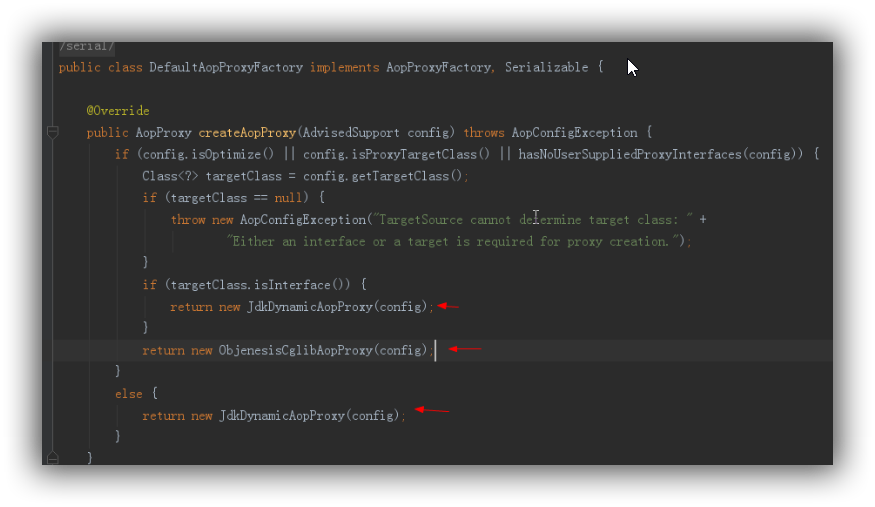 /serial/
public class DefaultAopProxyFactory implements AopProxyFactory, Serializable {
@Override
public AopProxy createAopProxy(AdvisedSupport config) throws AopConfigException {
if (config.isOptimize() || config.isProxyTargetClass() || hasNoUserSuppliedProxyInterfaces(config)) {
Class<?> targetClass = config.getTargetClass();
if (targetClass == null) {
throw new AopConfigException("TargetSource cannot determine target class: " +
"Either an interface or a target is required for proxy creation.");
}
if (targetClass.isInterface()) {
return new JdkDynamicAopProxy(config);
}
return new ObjenesisCglibAopProxy(config);
}
else {
return new JdkDynamicAopProxy(config);
}
}